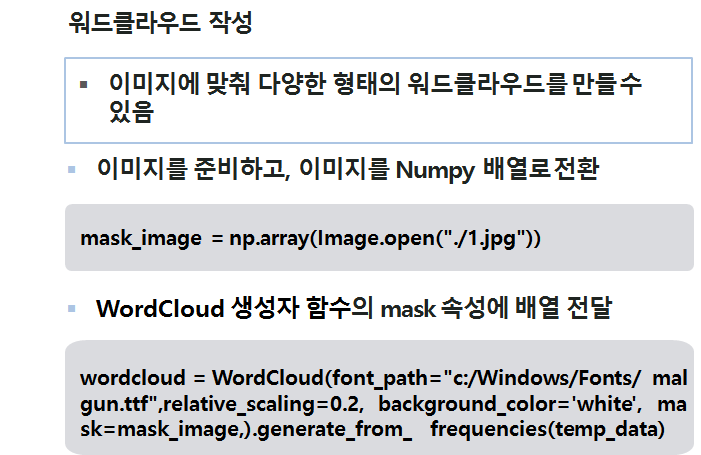 워드클라우드 작성
▪ 이미지에 맞춰 다양한 형태의 워드클라우드를 만들 수
있음
▪ 이미지를 준비하고, 이미지를 Numpy 배열로 전환
mask_image = np.array(Image.open("./1.jpg"))
▪ WordCloud 생성자 함수의 mask 속성에 배열 전달
wordcloud = WordCloud(font_path="c:/Windows/Fonts/ mal
gun.ttf",relative_scaling=0.2, background_color='white', ma
sk=mask_image,).generate_from_ frequencies(temp_data)